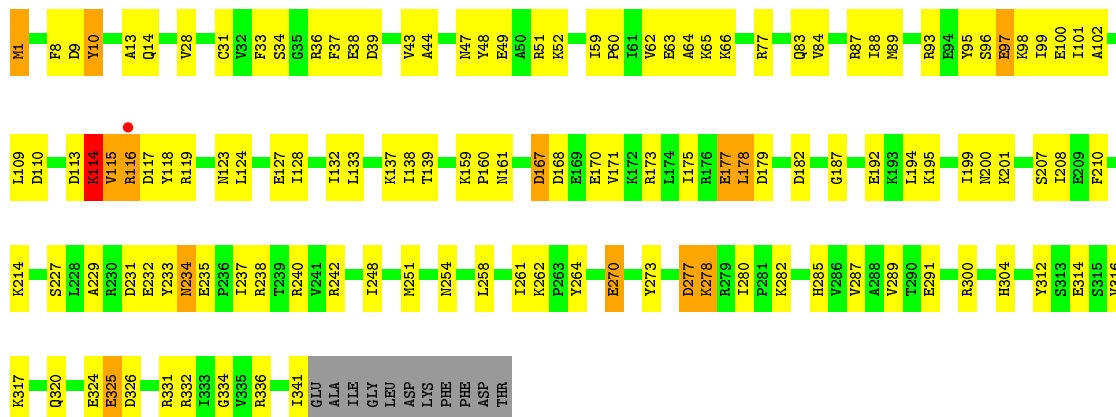 M1 F8 D9 Y10 A13 Q14 V28 C31 V32 F33 S34 G35 R36 F37 E38 D39 V43 A44 N47 Y48 E49 A50 R51 K52 I59 P60 I61 V62 E63 A64 K65 K66 R77 Q83 V84 R87 I88 M89 R93 E94 Y95 S96 E97 K98 I99 E100 I101 A102
L109 D110 D113 K114 V115 R116 D117 Y118 R119 N123 L124 E127 I128 I132 L133 K137 I138 T139 K159 P160 N161 D167 D168 E169 E170 V171 K172 R173 L174 I175 R176 E177 L178 D179 D182 G187 E192 K193 L194 K195 I199 N200 K201 S207 I208 E209 F210
K214 S227 L228 A229 R230 D231 E232 Y233 N234 E235 P236 I237 R238 T239 R240 V241 R242 I248 M251 N254 L258 I261 K262 P263 Y264 E270 Y273 D277 K278 R279 I280 P281 K282 H285 V286 V287 A288 V289 T290 E291 R300 H304 Y312 S313 E314 S315 V316
K317 Q320 E324 E325 D326 R331 R332 I333 G334 V335 R336 I341 GLU ALA ILE GLY LEU ASP LYS PHE PHE ASP THR